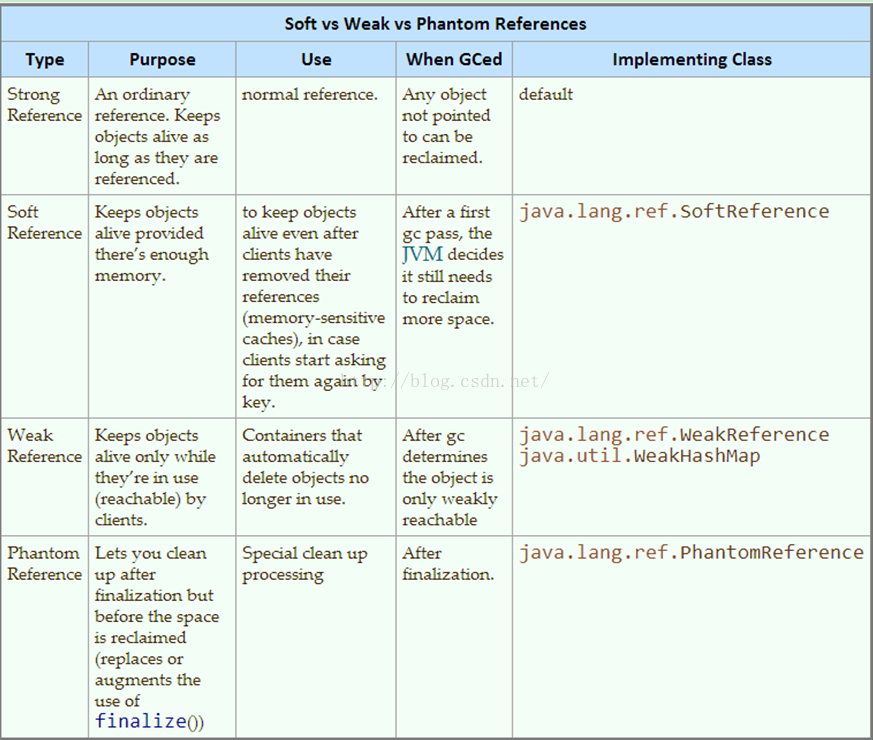 Soft vs Weak vs Phantom References
Type Purpose Use When GCed Implementing Class
Strong
Reference
An ordinary
reference. Keeps
objects alive as
long as they are
referenced.
normal reference.
Any object
not pointed
to can be
reclaimed.
default
Soft
Reference
Keeps objects
alive provided
there's enough
memory.
to keep objects
alive even after
clients have
removed their
references
(memory-sensitive
caches), in case
clients start asking
for them again by
key.
After a first
gc pass, the
JVM decides
it still needs
to reclaim
more space.
java.lang.ref.SoftReference
Weak
Reference
Keeps objects
alive only while
they're in use
(reachable) by
clients.
Containers that
automatically
delete objects no
longer in use.
After gc
determines
the object is
only weakly
reachable
java.lang.ref.WeakReference
java.util.WeakHashMap
Phantom
Reference
Lets you clean
up after
finalization but
before the space
is reclaimed
(replaces or
augments the
use of
finalize())
Special clean up
processing
After
finalization.
java.lang.ref.PhantomReference
http://blog.csdn.net/